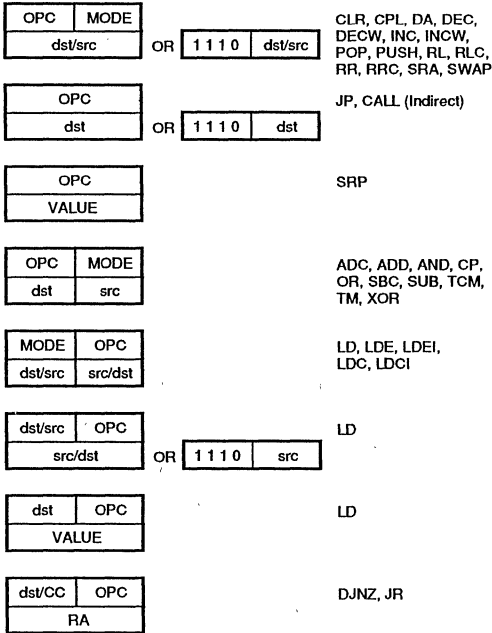 OPC MODE
dst/src OR 1110 dst/src
CLR, CPL, DA, DEC,
DECW, INC, INCW,
POP, PUSH, RL, RLC,
RR, RRC, SRA, SWAP
OPC
dst OR 1110 dst
JP, CALL (Indirect)
OPC
VALUE
SRP
OPC MODE
dst src
ADC, ADD, AND, CP,
OR, SBC, SUB, TCM,
TM, XOR
MODE OPC
dst/src src/dst
LD, LDE, LDEI,
LDC, LDCI
dst/src OPC
src/dst OR 1110 src
LD
dst OPC
VALUE
LD
dst/CC OPC
RA
DJNZ, JR